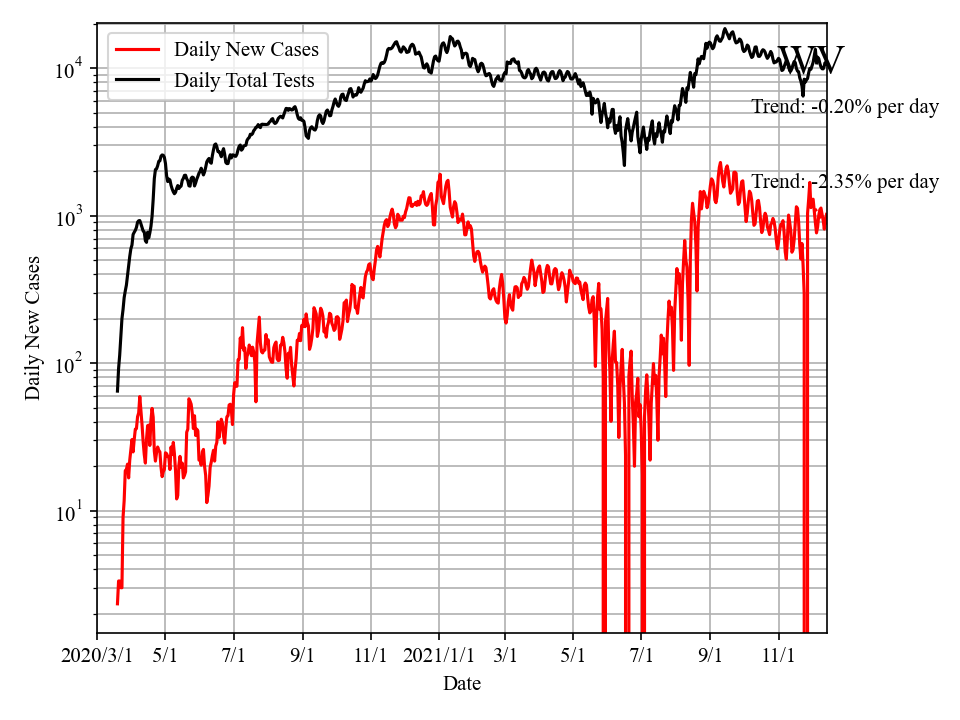 Daily New Cases
Daily Total Tests
WV
Trend: -0.20% per day
Trend: -2.35% per day
10^4
10^3
10^2
10^1
Daily New Cases
2020/3/1 5/1 7/1 9/1 11/1 2021/1/1 3/1 5/1 7/1 9/1 11/1
Date